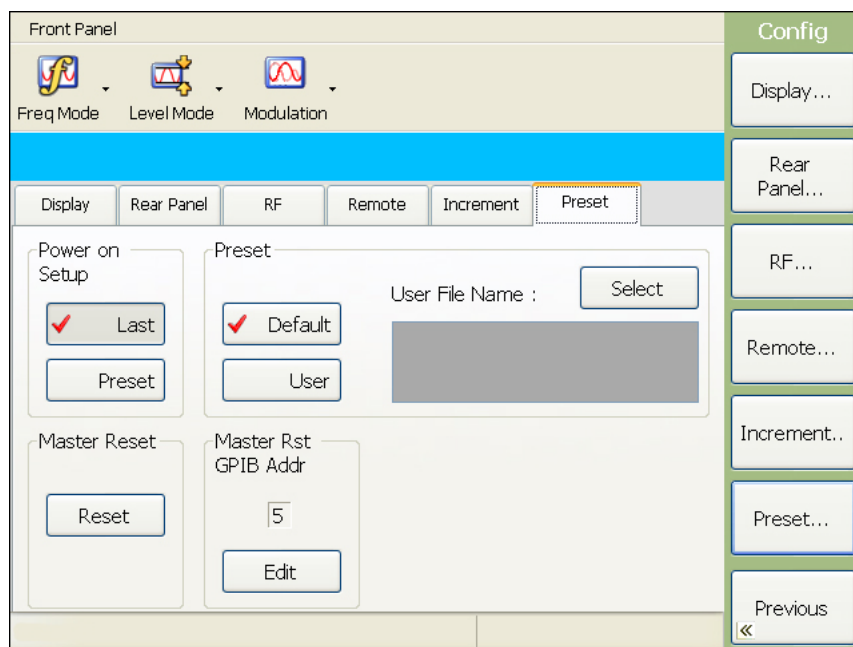 Front Panel
Freq Mode
Level Mode
Modulation
Display
Rear Panel
RF
Remote
Increment
Preset
Power on
Setup
Last
Preset
Preset
Default
User
User File Name :
Select
Master Reset
Reset
Master Rst
GPIB Addr
5
Edit
Config
Display...
Rear
Panel...
RF...
Remote...
Increment..
Preset...
Previous
«